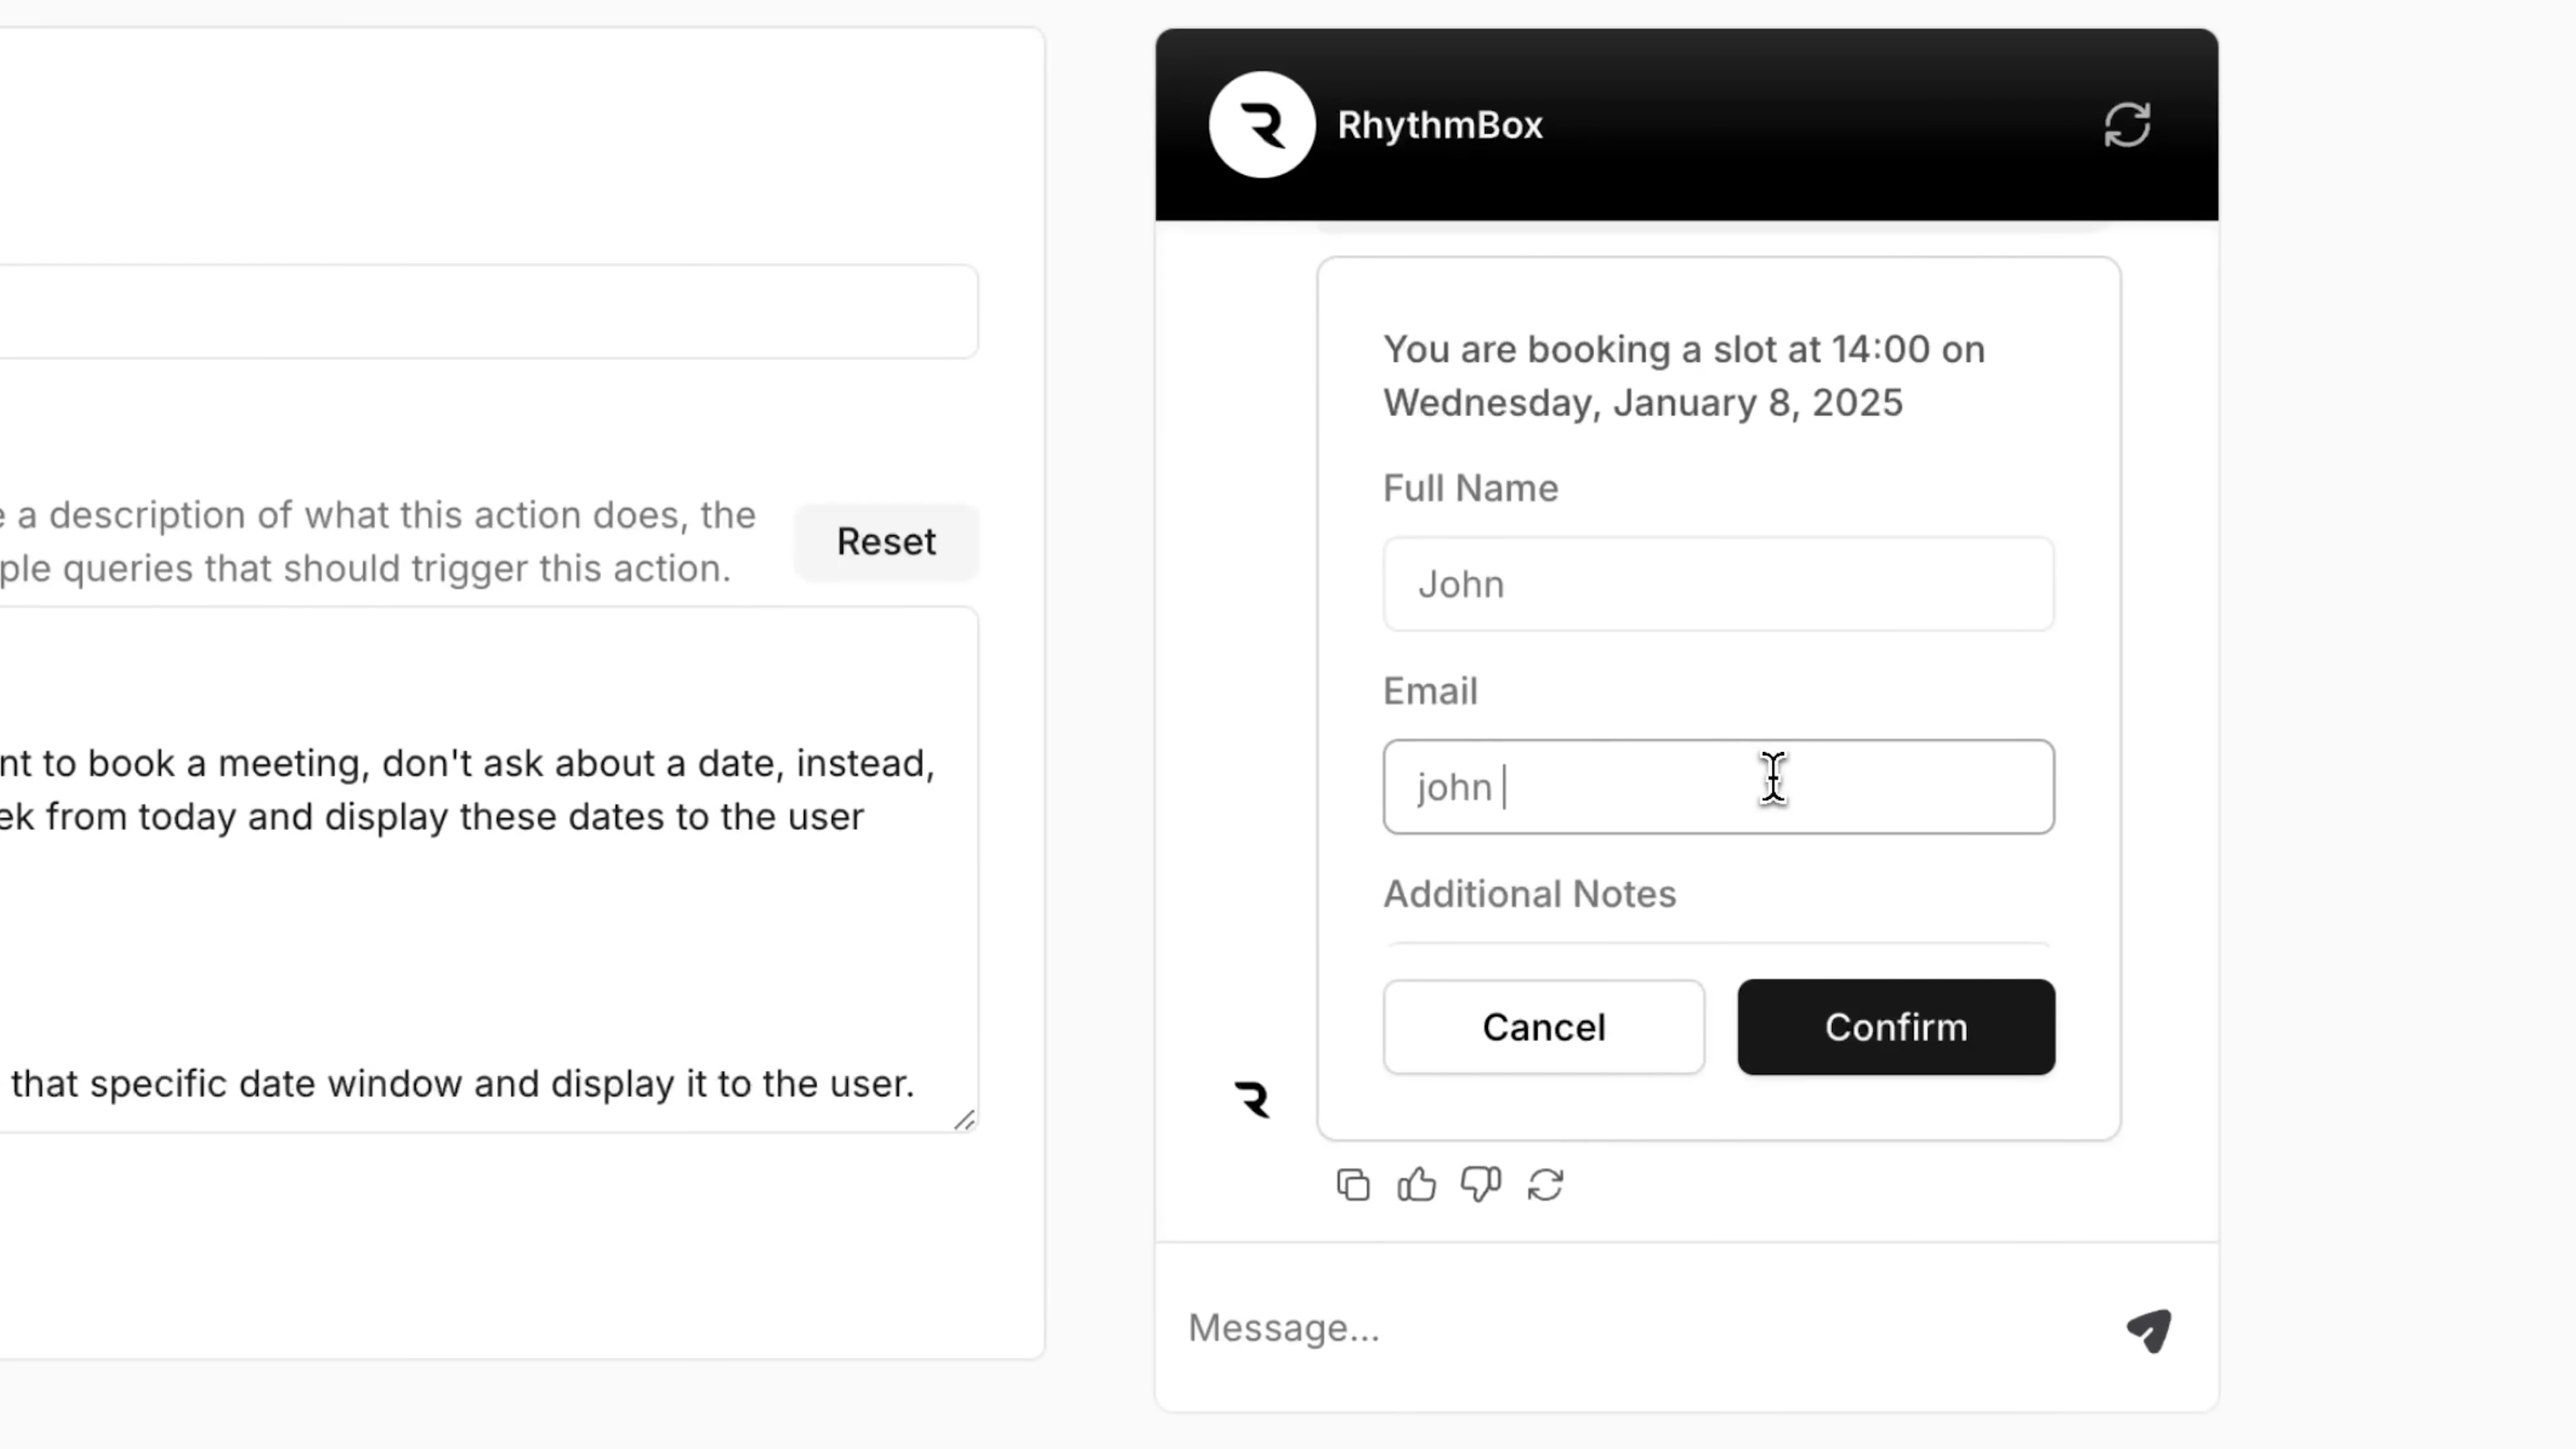 e a description of what this action does, the
ple queries that should trigger this action.
Reset
nt to book a meeting, don't ask about a date, instead,
ek from today and display these dates to the user
that specific date window and display it to the user.
RhythmBox
You are booking a slot at 14:00 on
Wednesday, January 8, 2025
Full Name
John
Email
john
Additional Notes
Cancel
Confirm
Message...